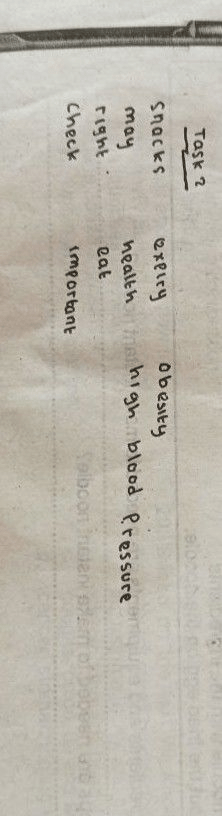 Task 2
snacks expiry obesity
may health high blood pressure
right eat
check important